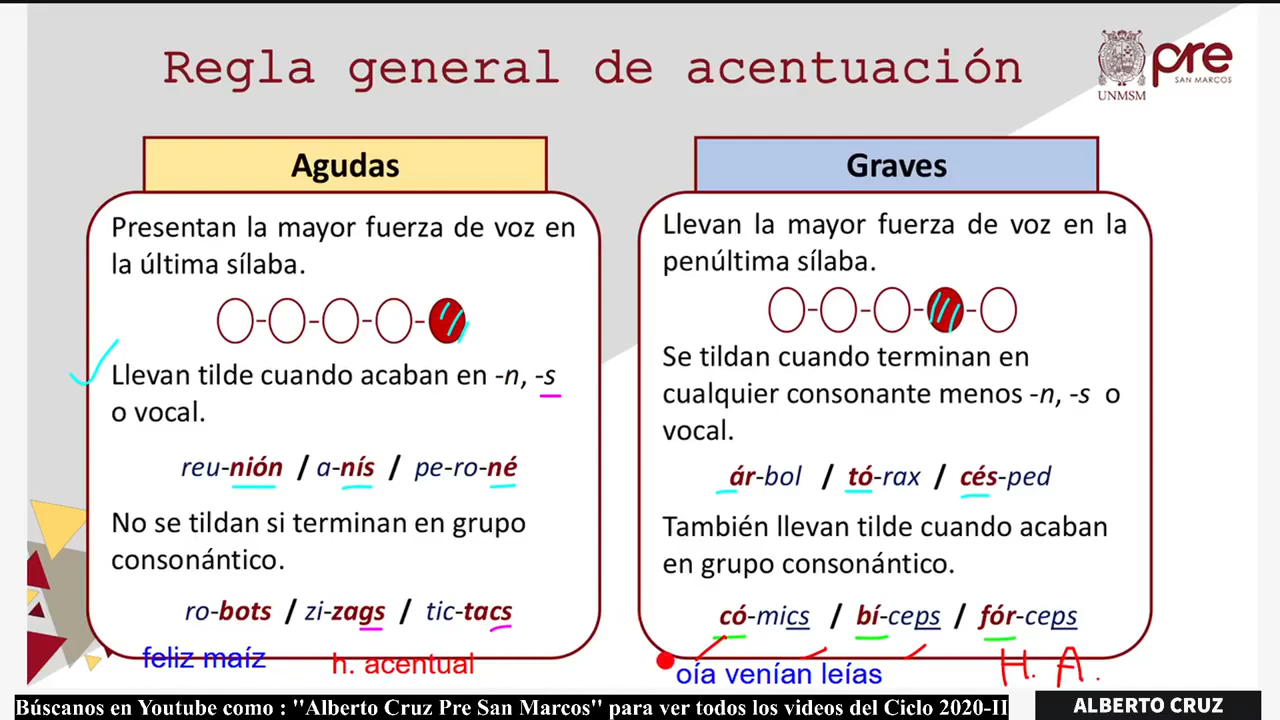 Regla general de acentuación
UNMSM
pre
SAN MARCOS
Agudas
Presentan la mayor fuerza de voz en
la última sílaba.
Llevan tilde cuando acaban en -n, -s
o vocal.
reu-nión / a-nís / pe-ro-né
No se tildan si terminan en grupo
consonántico.
ro-bots / zi-zags / tic-tacs
feliz maíz
h. acentual
Graves
Llevan la mayor fuerza de voz en la
penúltima sílaba.
Se tildan cuando terminan en
cualquier consonante menos -n, -s o
vocal.
ár-bol / tó-rax / cés-ped
También llevan tilde cuando acaban
en grupo consonántico.
có-mics / bí-ceps / fór-ceps
oía venían leías
H. A.
Búscanos en Youtube como : "Alberto Cruz Pre San Marcos" para ver todos los videos del Ciclo 2020-II
ALBERTO CRUZ